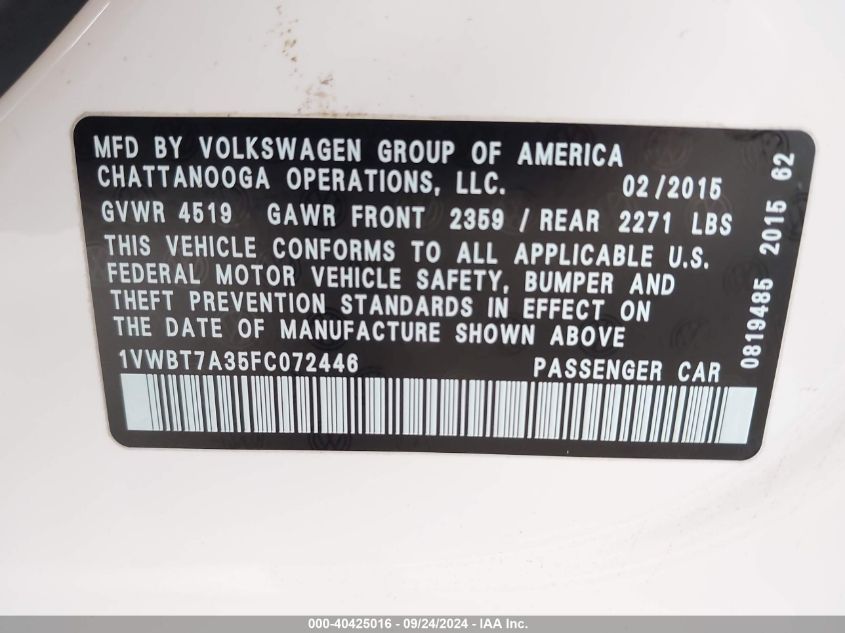 MFD BY VOLKSWAGEN GROUP OF AMERICA
CHATTANOOGA OPERATIONS, LLC. 02/2015
GVWR 4519 GAWR FRONT 2359 / REAR 2271 LBS
THIS VEHICLE CONFORMS TO ALL APPLICABLE U.S.
FEDERAL MOTOR VEHICLE SAFETY, BUMPER AND
THEFT PREVENTION STANDARDS IN EFFECT ON
THE DATE OF MANUFACTURE SHOWN ABOVE
1VWBT7A35FC072446 PASSENGER CAR
0819485 2015 62
000-40425016 - 09/24/2024 - IAA Inc.